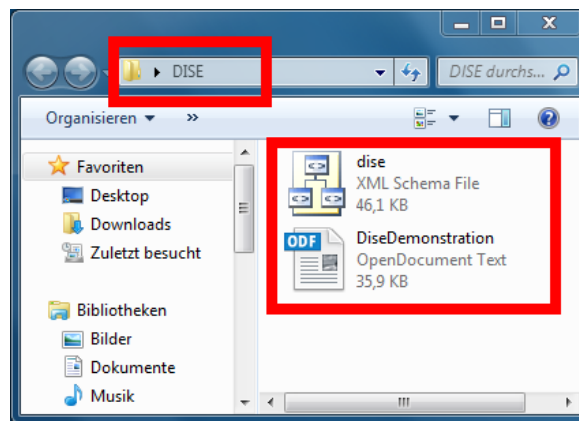 DISE
DISE durchs...
Organisieren
»
Favoriten
Desktop
Downloads
Zuletzt besucht
Bibliotheken
Bilder
Dokumente
Musik
dise
XML Schema File
46,1 KB
ODF
DiseDemonstration
OpenDocument Text
35,9 KB